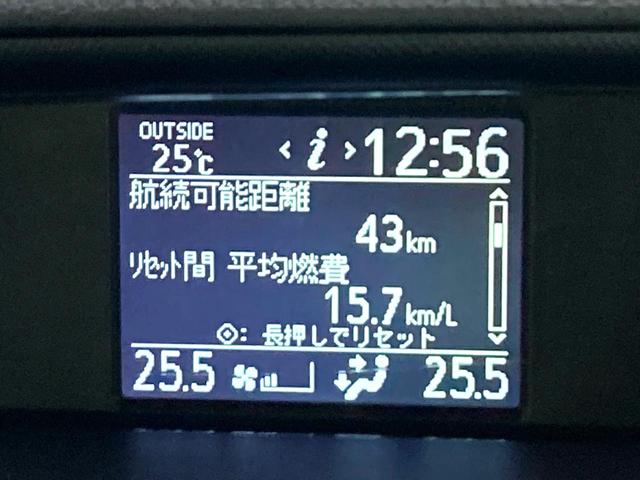 OUTSIDE
25℃
< i > 12:56
航続可能距離
43km
リセット間 平均燃費
15.7km/L
: 長押しでリセット
25.5 25.5